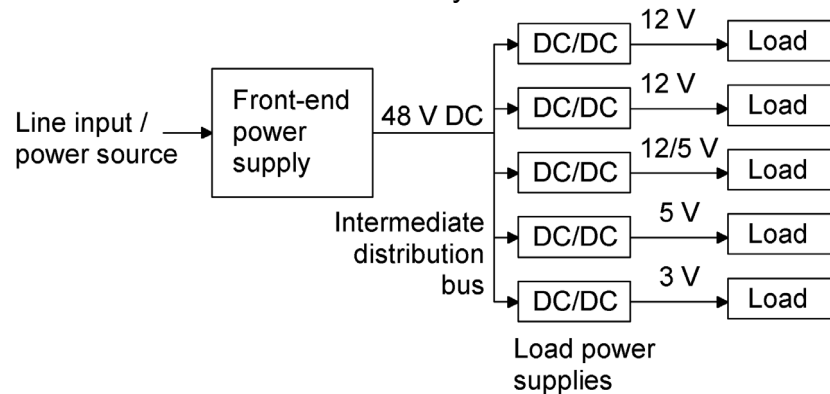 12 V
DC/DC
Load
12 V
DC/DC
Load
Front-end
power
supply
48 V DC
Line input /
power source
12/5 V
DC/DC
Load
5 V
DC/DC
Load
Intermediate
distribution
bus
3 V
DC/DC
Load
Load power
supplies